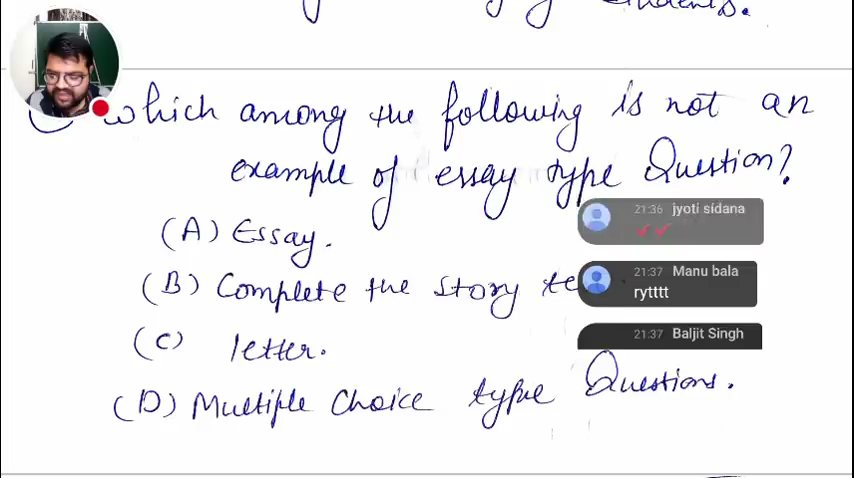 Students.
which among the following is not an
example of essay type Question?
(A) Essay.
(B) Complete the story
(C) letter.
(D) Multiple Choice type Questions.
21:36 jyoti sidana
21:37 Manu bala
rytttt
21:37 Baljit Singh